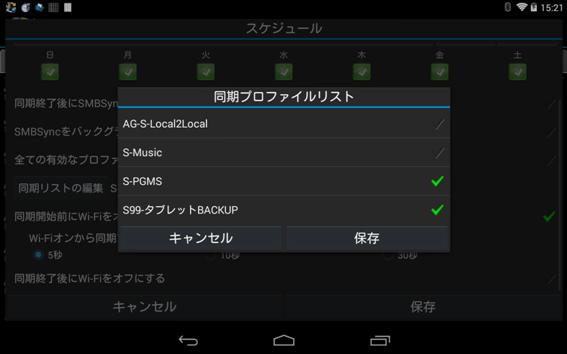 15:21
スケジュール
日 月 火 水 木 金 土
同期終了後にSMBSyn
SMBSyncをバックグラ
全ての有効なプロファ
同期リストの編集 S
同期開始前にWi-Fiをオ
Wi-Fiオンから同期
5秒 10秒 30秒
同期終了後にWi-Fiをオフにする
キャンセル 保存
同期プロファイルリスト
AG-S-Local2Local
S-Music
S-PGMS
S99-タブレットBACKUP
キャンセル 保存